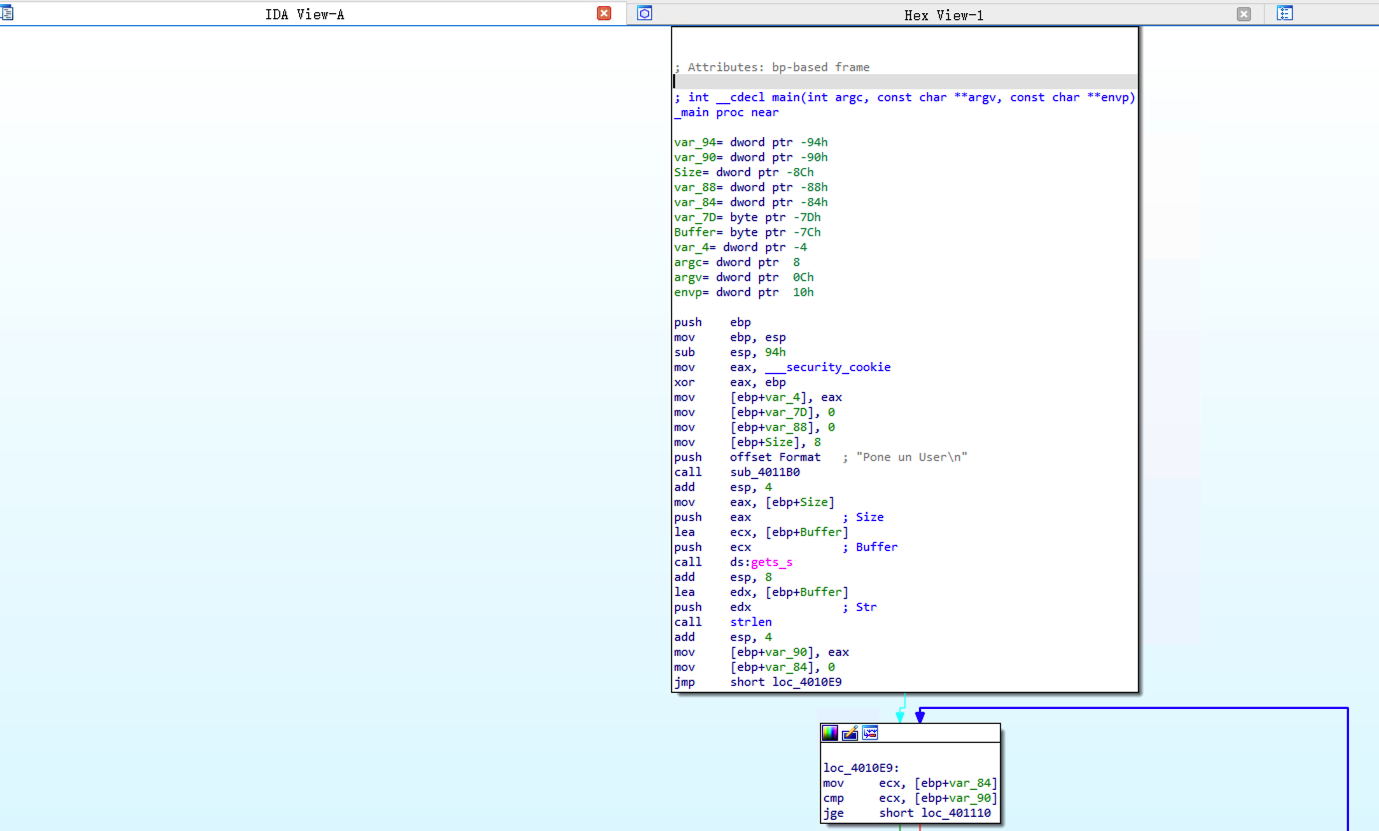 IDA View-A
Hex View-1
; Attributes: bp-based frame
; int __cdecl main(int argc, const char **argv, const char **envp)
_main proc near
var_94= dword ptr -94h
var_90= dword ptr -90h
Size= dword ptr -8Ch
var_88= dword ptr -88h
var_84= dword ptr -84h
var_7D= byte ptr -7Dh
Buffer= byte ptr -7Ch
var_4= dword ptr -4
argc= dword ptr  8
argv= dword ptr  0Ch
envp= dword ptr  10h
push    ebp
mov     ebp, esp
sub     esp, 94h
mov     eax, ___security_cookie
xor     eax, ebp
mov     [ebp+var_4], eax
mov     [ebp+var_7D], 0
mov     [ebp+var_88], 0
mov     [ebp+Size], 8
push    offset Format   ; "Pone un User\n"
call    sub_4011B0
add     esp, 4
mov     eax, [ebp+Size]
push    eax             ; Size
lea     ecx, [ebp+Buffer]
push    ecx             ; Buffer
call    ds:gets_s
add     esp, 8
lea     edx, [ebp+Buffer]
push    edx             ; Str
call    strlen
add     esp, 4
mov     [ebp+var_90], eax
mov     [ebp+var_84], 0
jmp     short loc_4010E9
loc_4010E9:
mov     ecx, [ebp+var_84]
cmp     ecx, [ebp+var_90]
jge     short loc_401110